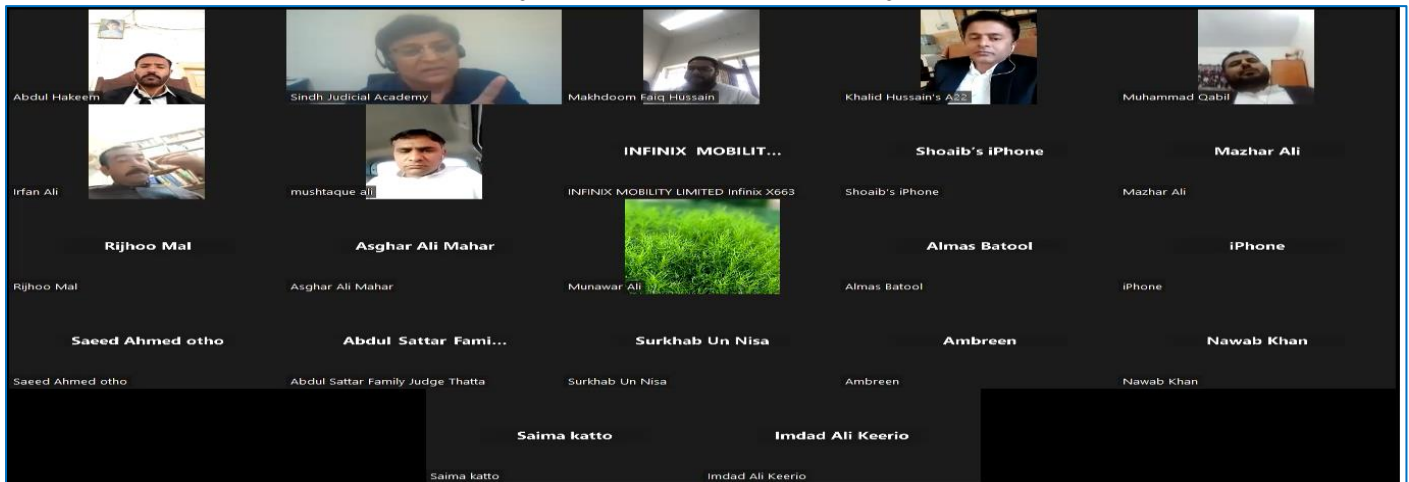 Abdul Hakeem
Sindh Judicial Academy
Makhdoom Faiq Hussain
Khalid Hussain's A22
Muhammad Qabil
Irfan Ali
mushtaque ali
INFINIX MOBILIT...
INFINIX MOBILITY LIMITED Infinix X663
Shoaib's iPhone
Shoaib's iPhone
Mazhar Ali
Mazhar Ali
Rijhoo Mal
Rijhoo Mal
Asghar Ali Mahar
Asghar Ali Mahar
Munawar Ali
Almas Batool
Almas Batool
iPhone
iPhone
Saeed Ahmed otho
Saeed Ahmed otho
Abdul Sattar Fami...
Abdul Sattar Family Judge Thatta
Surkhab Un Nisa
Surkhab Un Nisa
Ambreen
Ambreen
Nawab Khan
Nawab Khan
Saima katto
Saima katto
Imdad Ali Keerio
Imdad Ali Keerio